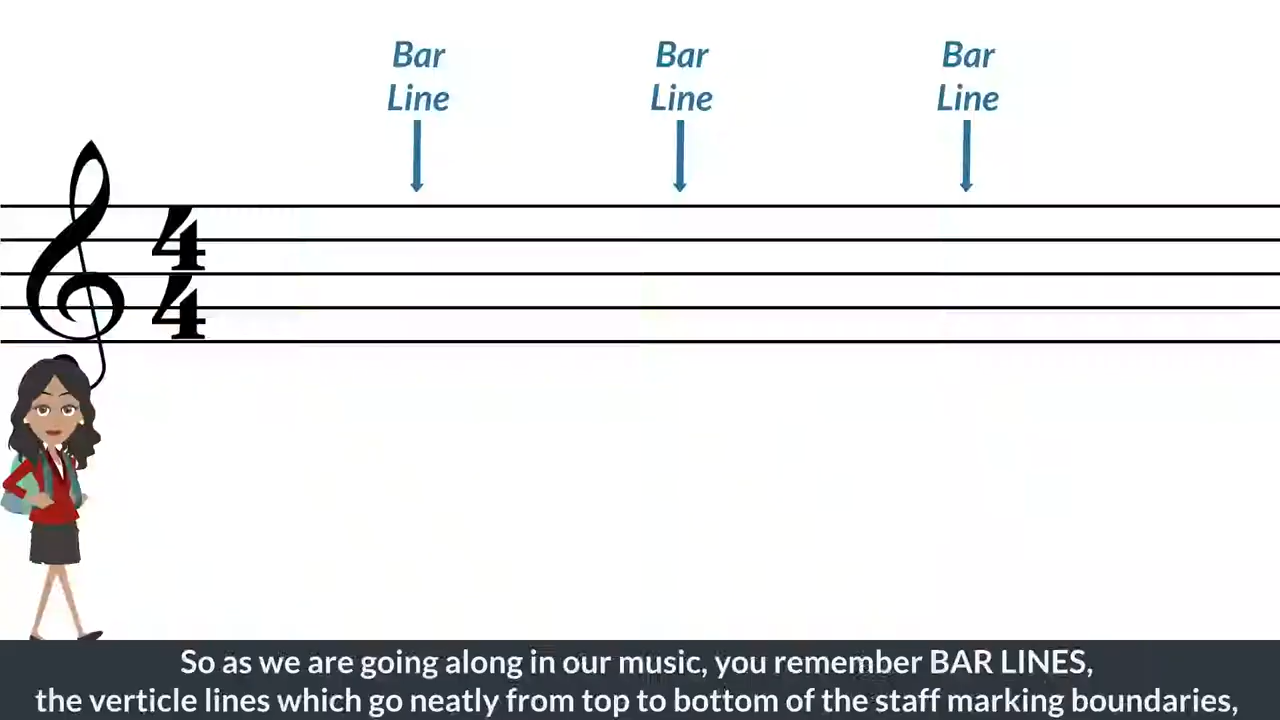 Bar
Line
Bar
Line
Bar
Line
4
4
So as we are going along in our music, you remember BAR LINES,
the verticle lines which go neatly from top to bottom of the staff marking boundaries,